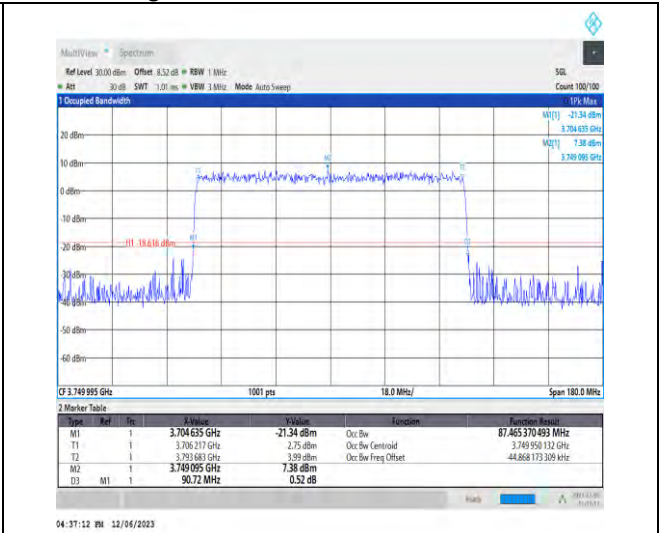 MultiView Spectrum
Ref Level 30.00 dBm Offset 8.52 dB RBW 1 MHz SGL
Att 30 dB SWT 1.01 ms VBW 3 MHz Mode Auto Sweep Count 100/100
1 Occupied Bandwidth 1Pk Max
M1[1] -21.34 dBm
3.704 635 GHz
20 dBm
M2[1] 7.38 dBm
3.749 095 GHz
10 dBm
M2
T1 T2
0 dBm
-10 dBm
H1 -18.616 dBm M1
-20 dBm
D3
-30 dBm
-40 dBm
-50 dBm
-60 dBm
CF 3.749 995 GHz 1001 pts 18.0 MHz/ Span 180.0 MHz
2 Marker Table
Type Ref Trc X-Value Y-Value Function Function Result
M1 1 3.704 635 GHz -21.34 dBm Occ Bw 87.465 370 493 MHz
T1 1 3.706 217 GHz 2.75 dBm Occ Bw Centroid 3.749 950 132 GHz
T2 1 3.793 683 GHz 3.99 dBm Occ Bw Freq Offset -44.868 173 309 kHz
M2 1 3.749 095 GHz 7.38 dBm
D3 M1 1 90.72 MHz 0.52 dB
Ready
04:37:12 PM 12/06/2023